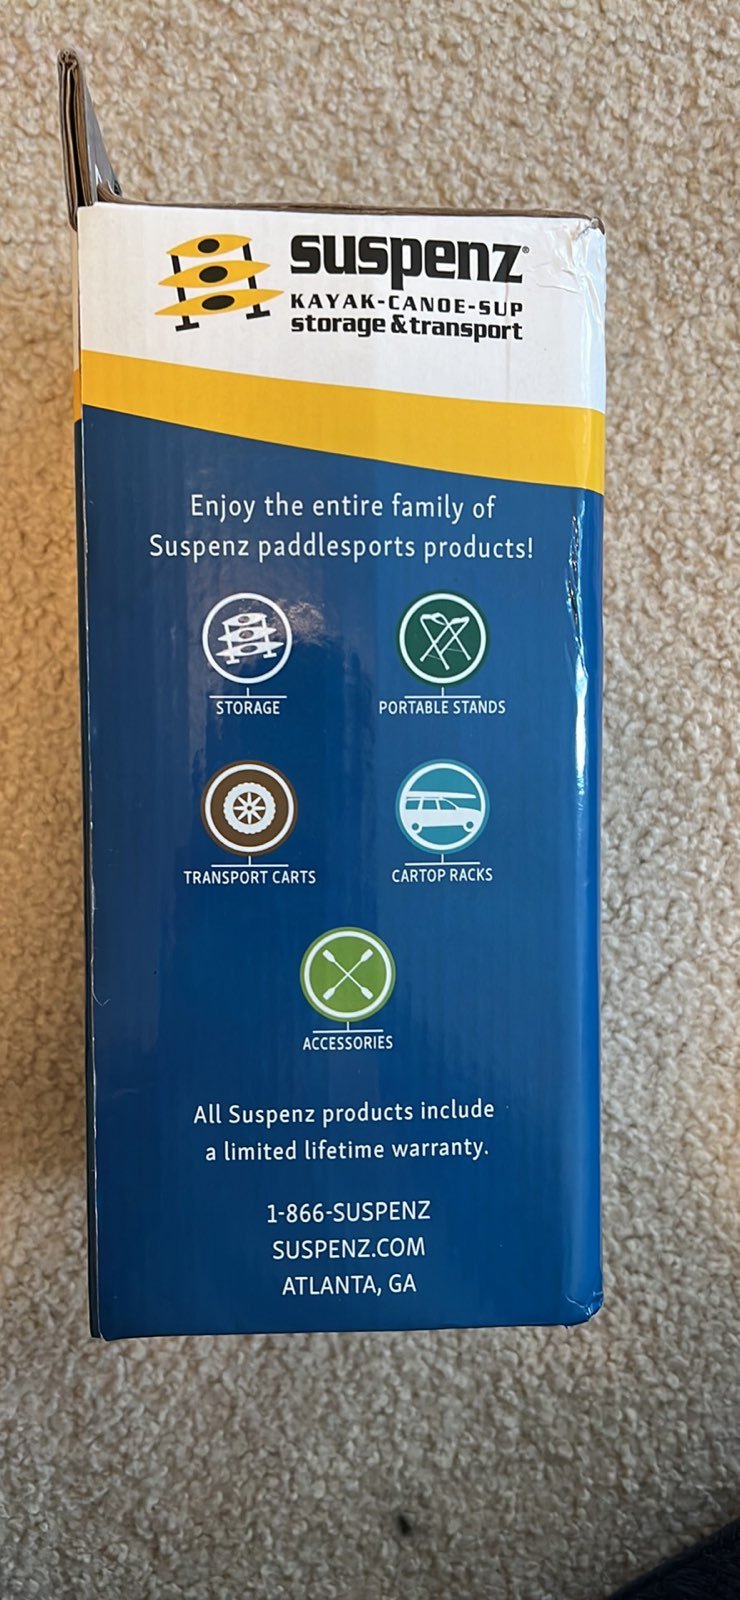 suspenz®
KAYAK-CANOE-SUP
storage & transport
Enjoy the entire family of
Suspenz paddlesports products!
STORAGE
PORTABLE STANDS
TRANSPORT CARTS
CARTOP RACKS
ACCESSORIES
All Suspenz products include
a limited lifetime warranty.
1-866-SUSPENZ
SUSPENZ.COM
ATLANTA, GA